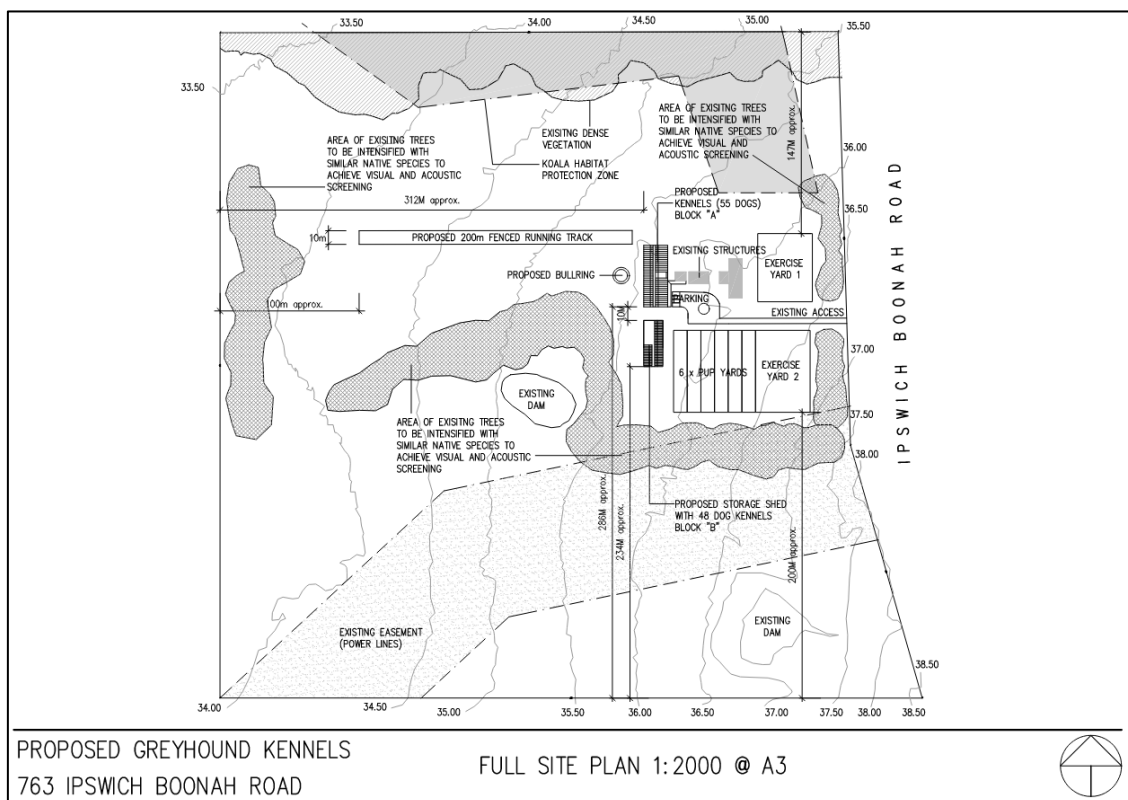 33.50
34.00
34.50
35.00
35.50
33.50
AREA OF EXISITNG TREES
TO BE INTENSIFIED WITH
SIMILAR NATIVE SPECIES TO
ACHIEVE VISUAL AND ACOUSTIC
SCREENING
EXISITNG DENSE
VEGETATION
KOALA HABITAT
PROTECTION ZONE
AREA OF EXISITNG TREES
TO BE INTENSIFIED WITH
SIMILAR NATIVE SPECIES TO
ACHIEVE VISUAL AND
ACOUSTIC SCREENING
147M approx.
36.00
36.50
312M approx.
PROPOSED
KENNELS (55 DOGS)
BLOCK "A"
10m
PROPOSED 200m FENCED RUNNING TRACK
EXISITNG STRUCTURES
EXERCISE
YARD 1
PROPOSED BULLRING
PARKING
100m approx.
10M
EXISTING ACCESS
IPSWICH BOONAH ROAD
37.00
6 x PUP YARDS
EXERCISE
YARD 2
EXISTING
DAM
37.50
38.00
AREA OF EXISITNG TREES
TO BE INTENSIFIED WITH
SIMILAR NATIVE SPECIES TO
ACHIEVE VISUAL AND ACOUSTIC
SCREENING
286M approx.
234M approx.
PROPOSED STORAGE SHED
WITH 48 DOG KENNELS
BLOCK "B"
200m approx.
EXISTING EASEMENT
(POWER LINES)
EXISTING
DAM
38.50
34.00
34.50
35.00
35.50
36.00
36.50
37.00
37.50
38.00
38.50
PROPOSED GREYHOUND KENNELS
763 IPSWICH BOONAH ROAD
FULL SITE PLAN 1:2000 @ A3